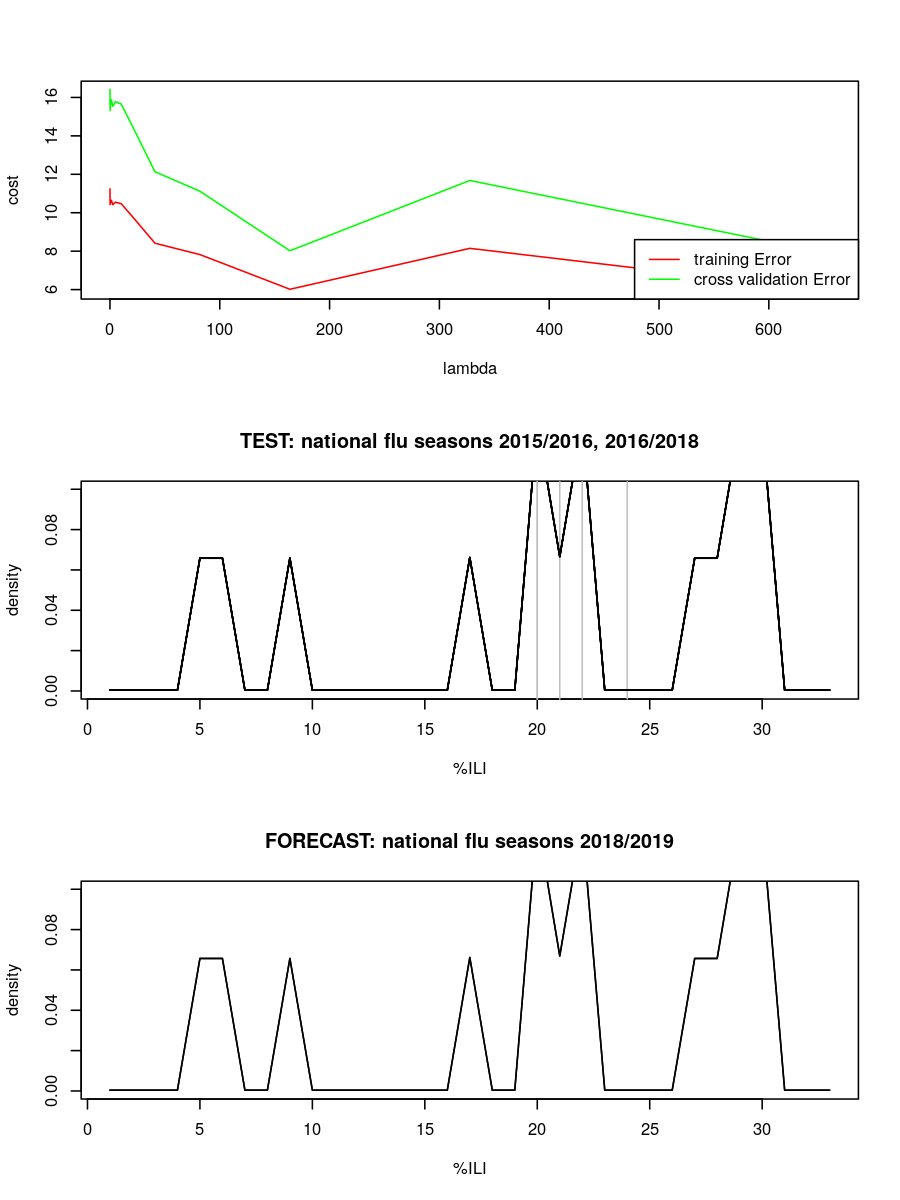 16
14
12
10
8
6
cost
training Error
cross validation Error
0 100 200 300 400 500 600
lambda
TEST: national flu seasons 2015/2016, 2016/2018
0.08
0.04
0.00
density
0 5 10 15 20 25 30
%ILI
FORECAST: national flu seasons 2018/2019
0.08
0.04
0.00
density
0 5 10 15 20 25 30
%ILI